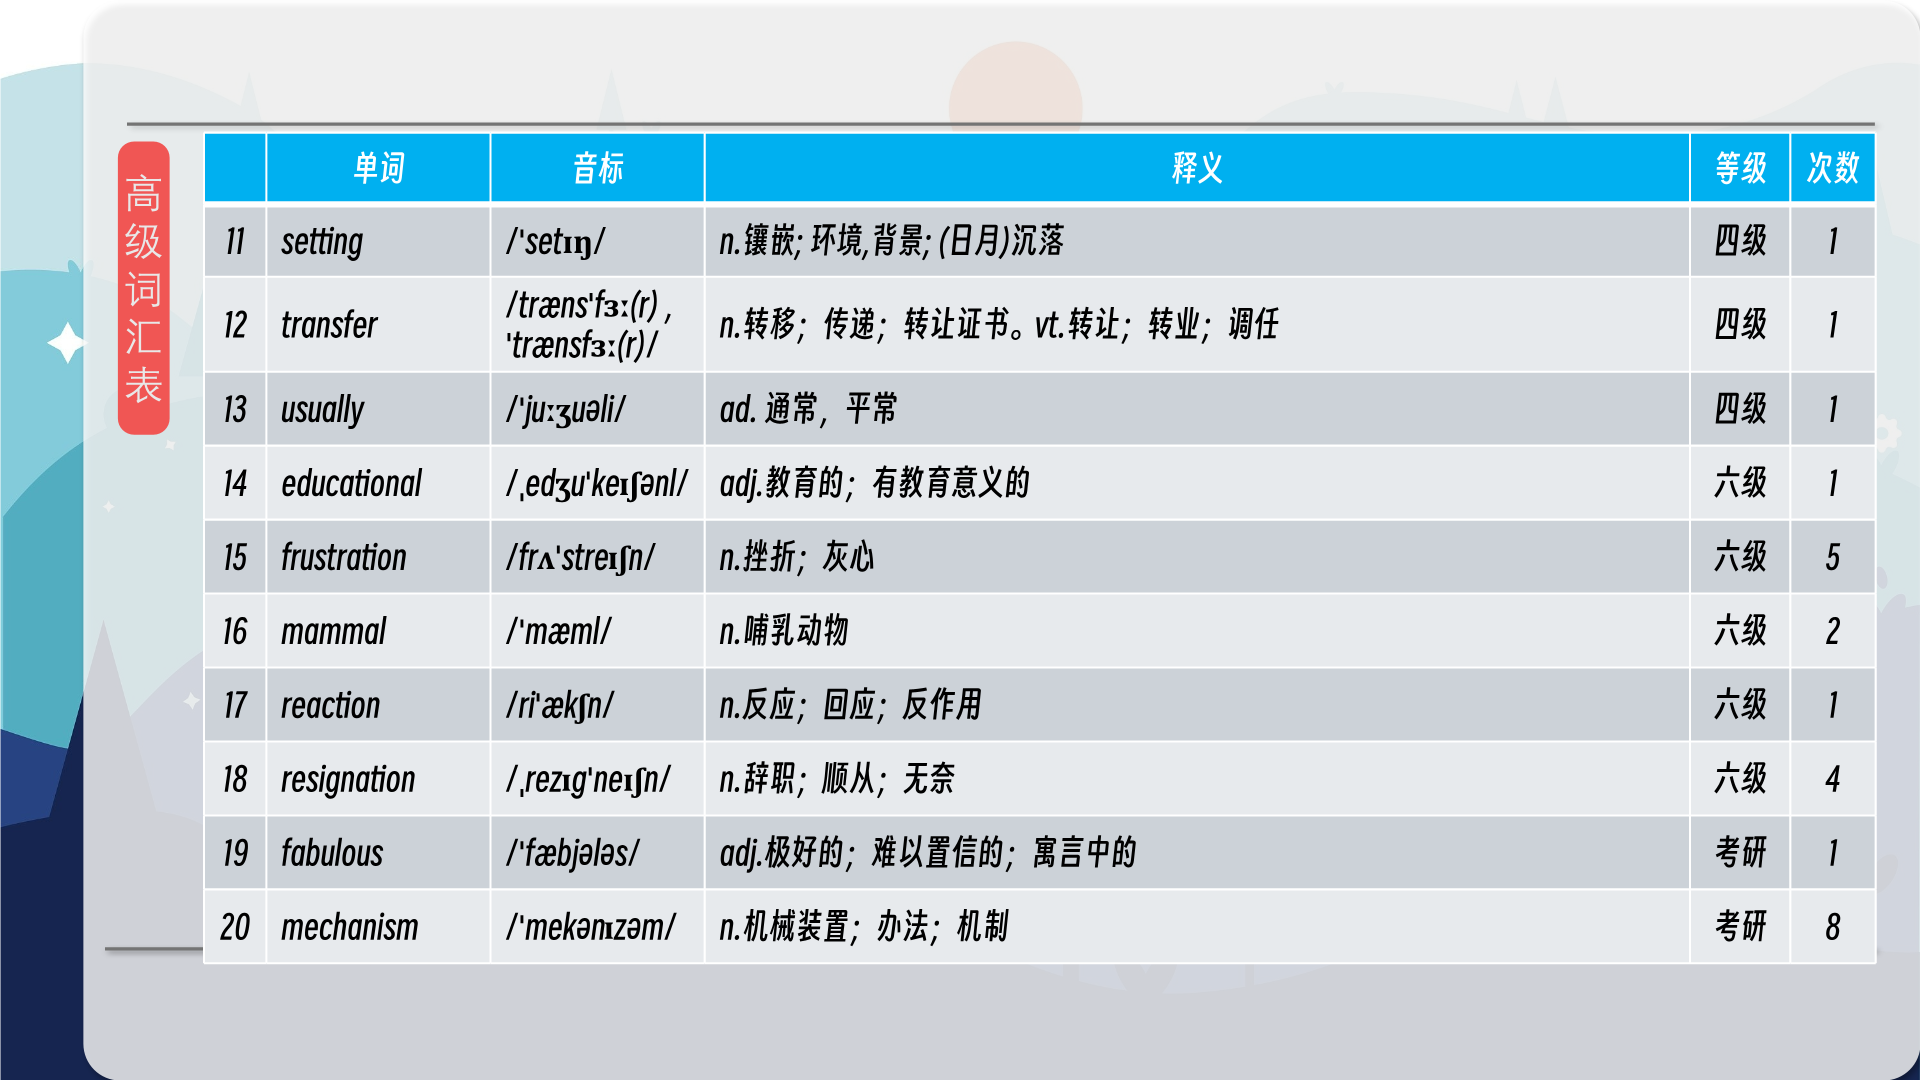 高级词汇表
单词 音标 释义 等级 次数
11 setting /'setɪŋ/ n.镶嵌; 环境,背景; (日月)沉落 四级 1
12 transfer /træns'fɜː(r) , n.转移；传递；转让证书。vt.转让；转业；调任 四级 1
'trænsfɜː(r)/
13 usually /'juːʒuəli/ ad. 通常，平常 四级 1
14 educational /ˌedʒu'keɪʃənl/ adj.教育的；有教育意义的 六级 1
15 frustration /frʌ'streɪʃn/ n.挫折；灰心 六级 5
16 mammal /'mæml/ n.哺乳动物 六级 2
17 reaction /ri'ækʃn/ n.反应；回应；反作用 六级 1
18 resignation /ˌrezɪg'neɪʃn/ n.辞职；顺从；无奈 六级 4
19 fabulous /'fæbjələs/ adj.极好的；难以置信的；寓言中的 考研 1
20 mechanism /'mekənɪzəm/ n.机械装置；办法；机制 考研 8